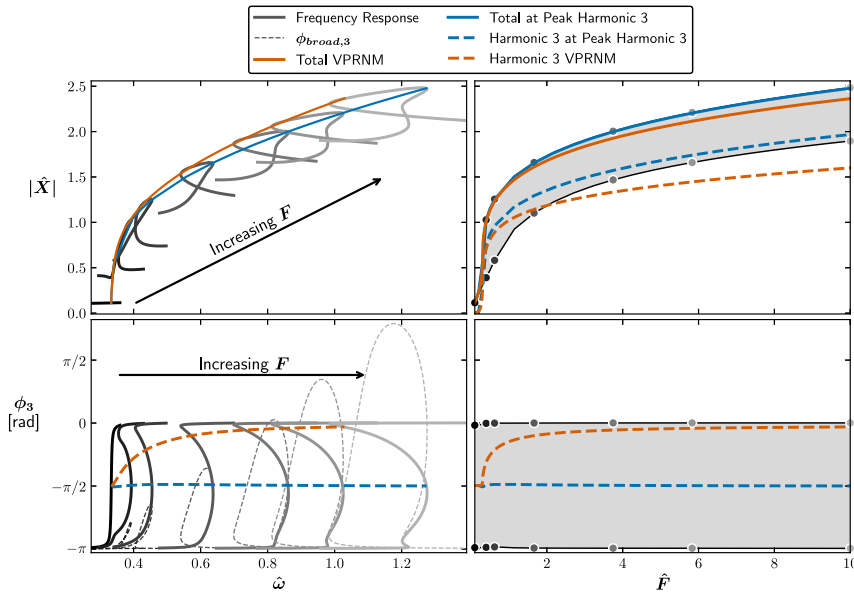 Frequency Response
ϕ_broad,3
Total VPRNM
Total at Peak Harmonic 3
Harmonic 3 at Peak Harmonic 3
Harmonic 3 VPRNM
2.5
2.0
1.5
1.0
0.5
0.0
|X̂|
Increasing F
π/2
0
−π/2
−π
ϕ₃
[rad]
Increasing F
0.4
0.6
0.8
1.0
1.2
ω̂
2
4
6
8
10
F̂